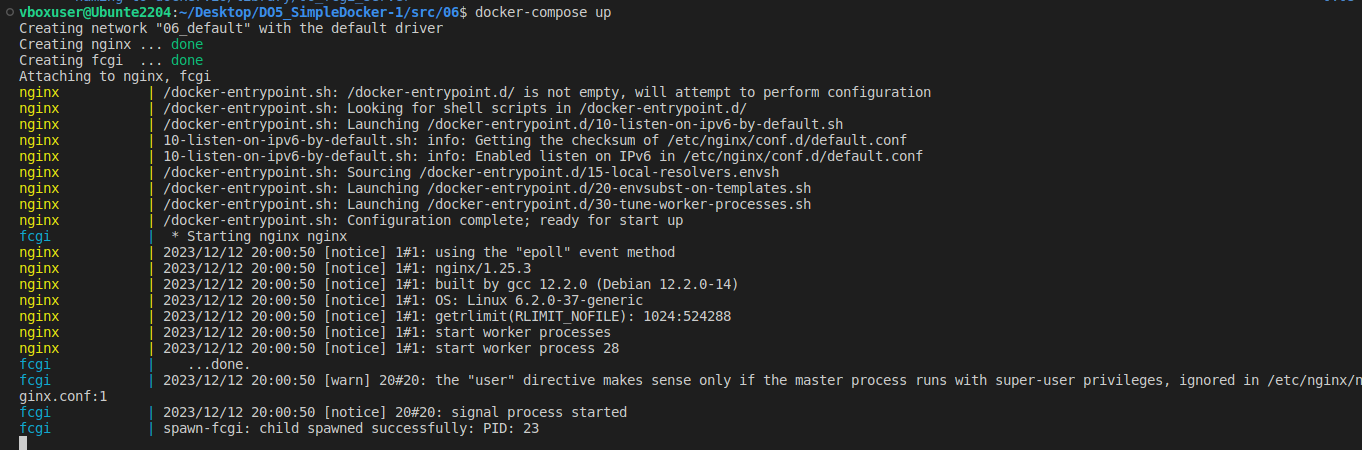 vboxuser@Ubunte2204:~/Desktop/DO5_SimpleDocker-1/src/06$ docker-compose up
Creating network "06_default" with the default driver
Creating nginx ... done
Creating fcgi  ... done
Attaching to nginx, fcgi
nginx           | /docker-entrypoint.sh: /docker-entrypoint.d/ is not empty, will attempt to perform configuration
nginx           | /docker-entrypoint.sh: Looking for shell scripts in /docker-entrypoint.d/
nginx           | /docker-entrypoint.sh: Launching /docker-entrypoint.d/10-listen-on-ipv6-by-default.sh
nginx           | 10-listen-on-ipv6-by-default.sh: info: Getting the checksum of /etc/nginx/conf.d/default.conf
nginx           | 10-listen-on-ipv6-by-default.sh: info: Enabled listen on IPv6 in /etc/nginx/conf.d/default.conf
nginx           | /docker-entrypoint.sh: Sourcing /docker-entrypoint.d/15-local-resolvers.envsh
nginx           | /docker-entrypoint.sh: Launching /docker-entrypoint.d/20-envsubst-on-templates.sh
nginx           | /docker-entrypoint.sh: Launching /docker-entrypoint.d/30-tune-worker-processes.sh
nginx           | /docker-entrypoint.sh: Configuration complete; ready for start up
fcgi            |  * Starting nginx nginx
nginx           | 2023/12/12 20:00:50 [notice] 1#1: using the "epoll" event method
nginx           | 2023/12/12 20:00:50 [notice] 1#1: nginx/1.25.3
nginx           | 2023/12/12 20:00:50 [notice] 1#1: built by gcc 12.2.0 (Debian 12.2.0-14)
nginx           | 2023/12/12 20:00:50 [notice] 1#1: OS: Linux 6.2.0-37-generic
nginx           | 2023/12/12 20:00:50 [notice] 1#1: getrlimit(RLIMIT_NOFILE): 1024:524288
nginx           | 2023/12/12 20:00:50 [notice] 1#1: start worker processes
nginx           | 2023/12/12 20:00:50 [notice] 1#1: start worker process 28
fcgi            |    ...done.
fcgi            | 2023/12/12 20:00:50 [warn] 20#20: the "user" directive makes sense only if the master process runs with super-user privileges, ignored in /etc/nginx/n
ginx.conf:1
fcgi            | 2023/12/12 20:00:50 [notice] 20#20: signal process started
fcgi            | spawn-fcgi: child spawned successfully: PID: 23